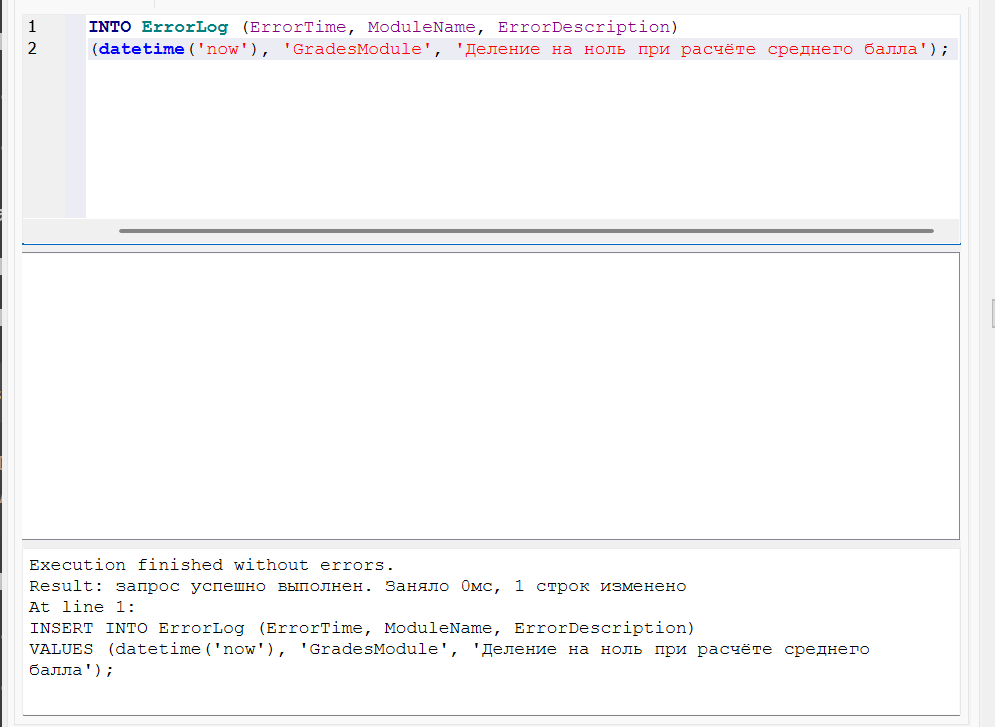 1 INTO ErrorLog (ErrorTime, ModuleName, ErrorDescription)
2 (datetime('now'), 'GradesModule', 'Деление на ноль при расчёте среднего балла');
Execution finished without errors.
Result: запрос успешно выполнен. Заняло 0мс, 1 строк изменено
At line 1:
INSERT INTO ErrorLog (ErrorTime, ModuleName, ErrorDescription)
VALUES (datetime('now'), 'GradesModule', 'Деление на ноль при расчёте среднего
балла');